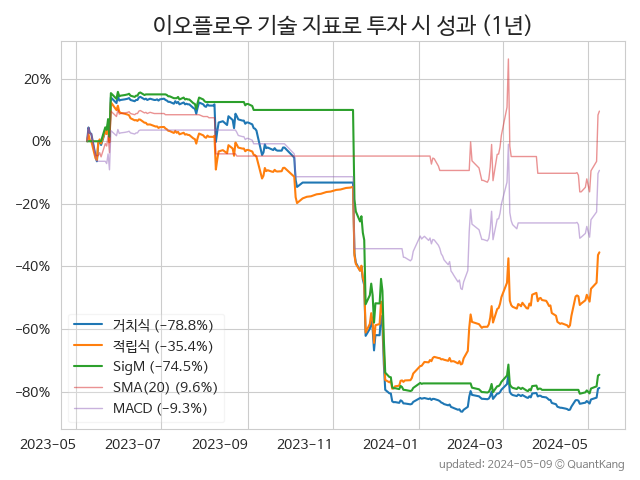 이오플로우 기술 지표로 투자 시 성과 (1년)
20%
0%
−20%
−40%
−60%
−80%
거치식 (−78.8%)
적립식 (−35.4%)
SigM (−74.5%)
SMA(20) (9.6%)
MACD (−9.3%)
2023-05 2023-07 2023-09 2023-11 2024-01 2024-03 2024-05
updated: 2024-05-09 © QuantKang